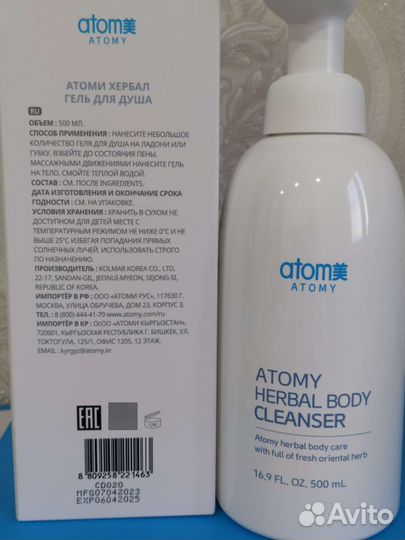 atom美
ATOMY
АТОМИ ХЕРБАЛ
ГЕЛЬ ДЛЯ ДУША
RU
ОБЪЕМ : 500 МЛ.
СПОСОБ ПРИМЕНЕНИЯ : НАНЕСИТЕ НЕБОЛЬШОЕ
КОЛИЧЕСТВО ГЕЛЯ ДЛЯ ДУША НА ЛАДОНИ ИЛИ
ГУБКУ, ВЗБЕЙТЕ ДО СОСТОЯНИЯ ПЕНЫ.
МАССАЖНЫМИ ДВИЖЕНИЯМИ НАНЕСИТЕ ГЕЛЬ
НА ТЕЛО, СМОЙТЕ ТЕПЛОЙ ВОДОЙ.
СОСТАВ : СМ. ПОСЛЕ INGREDIENTS.
ДАТА ИЗГОТОВЛЕНИЯ И ОКОНЧАНИЕ СРОКА
ГОДНОСТИ : СМ. НА УПАКОВКЕ.
УСЛОВИЯ ХРАНЕНИЯ : ХРАНИТЬ В СУХОМ НЕ
ДОСТУПНОМ ДЛЯ ДЕТЕЙ МЕСТЕ С
ТЕМПЕРАТУРНЫМ РЕЖИМОМ НЕ НИЖЕ 0°С И НЕ
ВЫШЕ 25°С ИЗБЕГАЯ ПОПАДАНИЯ ПРЯМЫХ
СОЛНЕЧНЫХ ЛУЧЕЙ. ИСПОЛЬЗОВАТЬ СТРОГО
ПО НАЗНАЧЕНИЮ.
ПРОИЗВОДИТЕЛЬ : KOLMAR KOREA CO., LTD.
22-17, SANDAN-GIL, JEONUI-MYEON, SEJONG-SI,
REPUBLIC OF KOREA.
ИМПОРТЁР В РФ : ООО «АТОМИ РУС», 117630 Г.
МОСКВА, УЛИЦА ОБРУЧЕВА, ДОМ 23, КОРПУС 3.
ТЕЛ. : 8 (800) 444-41-79 www.atomy.com/ru
ИМПОРТЁР В КР : ОсОО «АТОМИ КЫРГЫЗСТАН»,
720001, КЫРГЫЗСКАЯ РЕСПУБЛИКА Г. БИШКЕК, УЛ.
ТОКТОГУЛА, 125/1, ОФИС 1205, 12 ЭТАЖ.
EMAIL : kyrgyz@atomy.kr
EAC
12M
8 809258 221463
CD020
MFG07042023
EXP06042025
atom美
ATOMY
ATOMY
HERBAL BODY
CLEANSER
Atomy herbal body care
with full of fresh oriental herb
16.9 FL. OZ, 500 mL
Avito